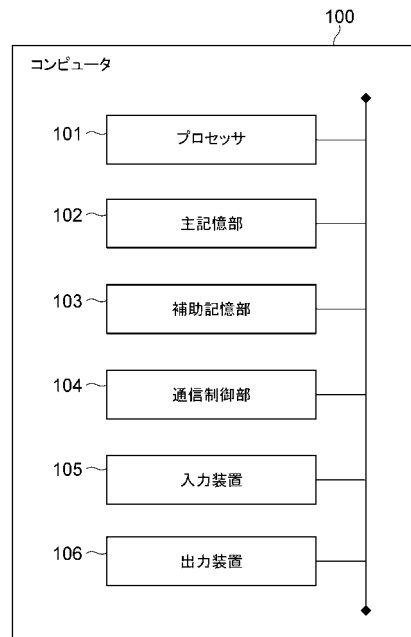 100
コンピュータ
101
プロセッサ
102
主記憶部
103
補助記憶部
104
通信制御部
105
入力装置
106
出力装置